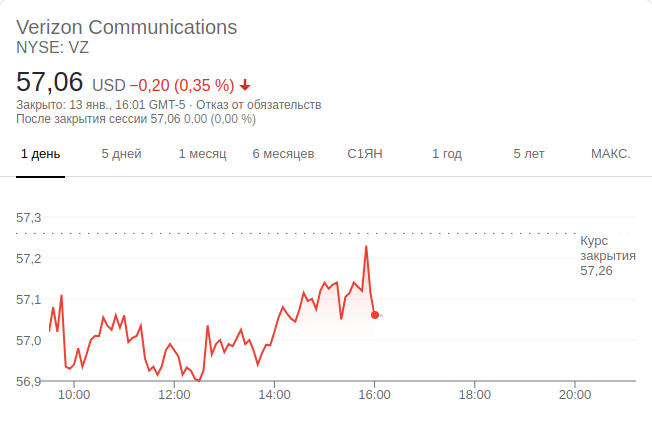 Verizon Communications
NYSE: VZ
57,06 USD −0,20 (0,35 %)
Закрыто: 13 янв., 16:01 GMT-5 · Отказ от обязательств
После закрытия сессии 57,06 0,00 (0,00 %)
1 день 5 дней 1 месяц 6 месяцев С1ЯН 1 год 5 лет МАКС.
57,3
57,2
57,1
57,0
56,9
Курс
закрытия
57,26
10:00 12:00 14:00 16:00 18:00 20:00